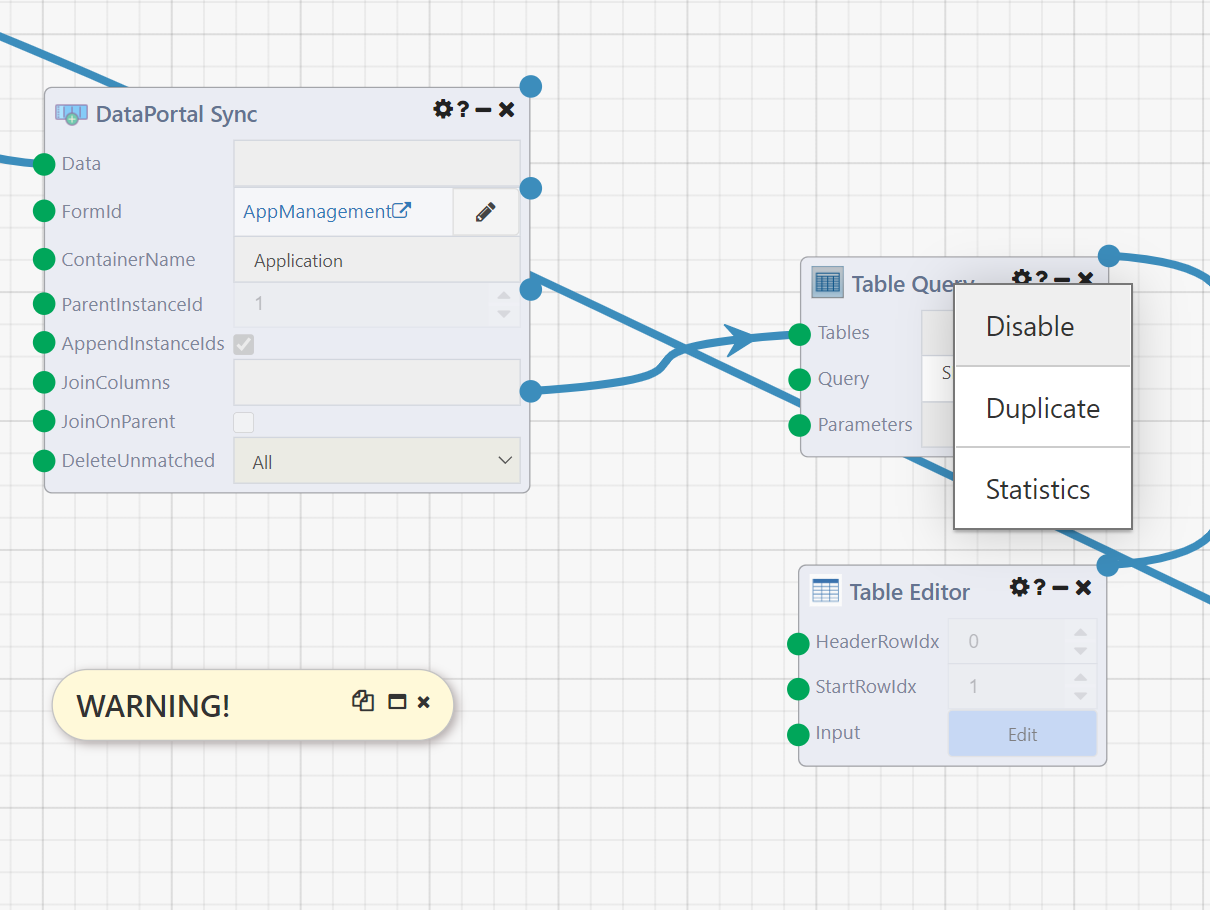 DataPortal Sync
Data
FormId
AppManagement
ContainerName
Application
ParentInstanceId
1
AppendInstanceIds
JoinColumns
JoinOnParent
DeleteUnmatched
All
Table Query
Tables
Query
S
Parameters
Disable
Duplicate
Statistics
Table Editor
HeaderRowIdx
0
StartRowIdx
1
Input
Edit
WARNING!